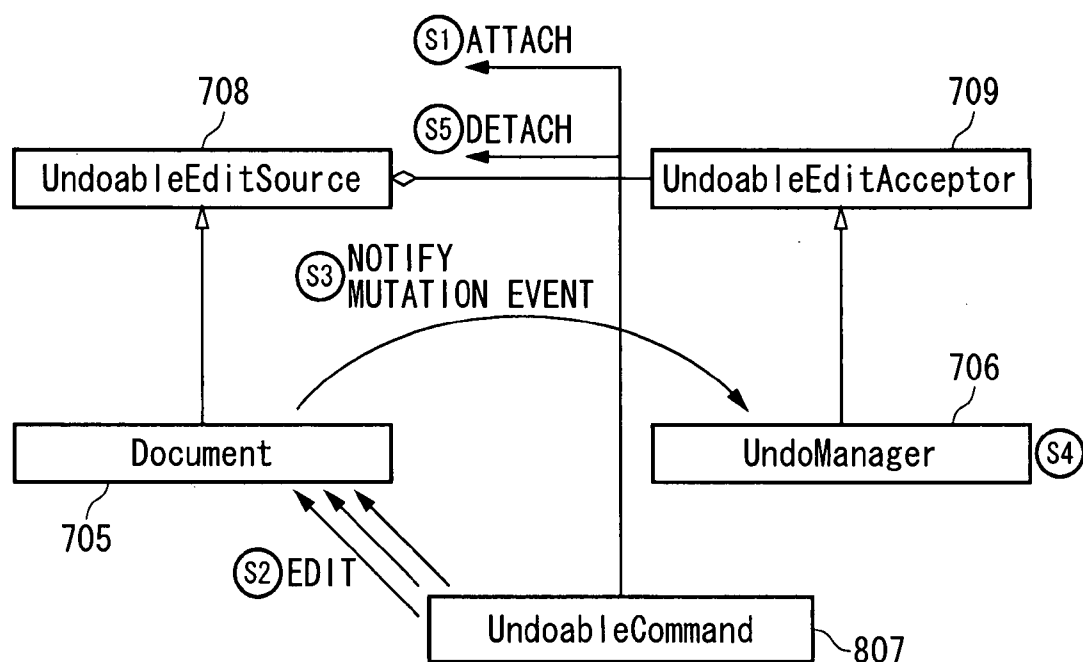 S1 ATTACH
708
709
S5 DETACH
UndoableEditSource
UndoableEditAcceptor
S3 NOTIFY
MUTATION EVENT
706
Document
UndoManager
S4
705
S2 EDIT
UndoableCommand
807